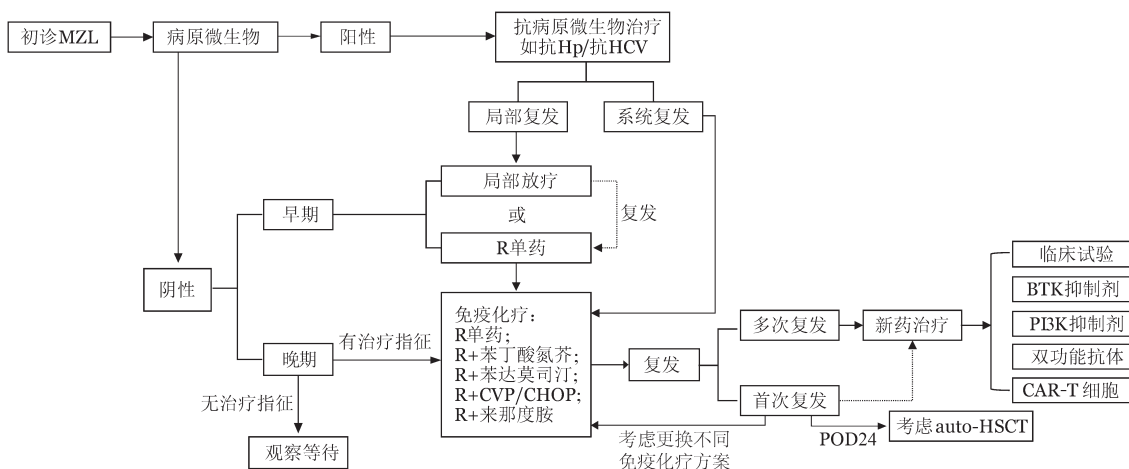 初诊MZL
病原微生物
阳性
抗病原微生物治疗
如抗Hp/抗HCV
局部复发
系统复发
局部放疗
或
复发
R单药
早期
阴性
晚期
有治疗指征
无治疗指征
观察等待
免疫化疗：
R单药；
R+苯丁酸氮芥；
R+苯达莫司汀；
R+CVP/CHOP；
R+来那度胺
复发
多次复发
首次复发
考虑更换不同
免疫化疗方案
POD24
考虑auto-HSCT
新药治疗
临床试验
BTK抑制剂
PI3K抑制剂
双功能抗体
CAR-T细胞